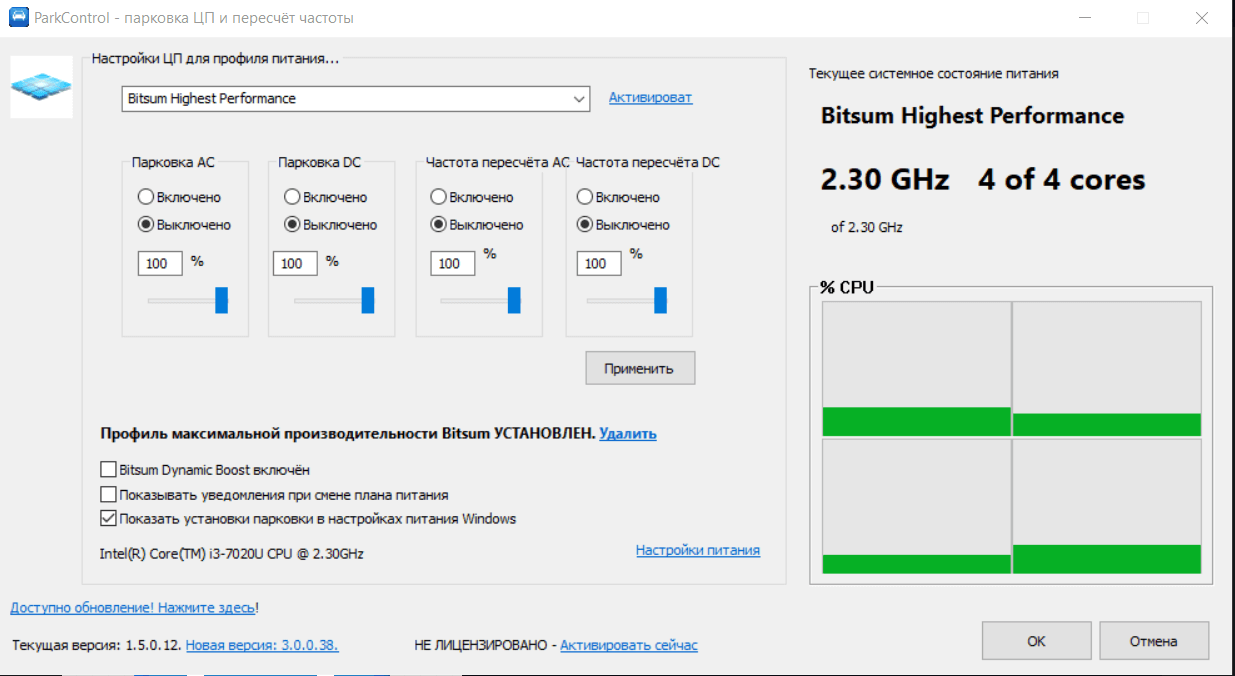 ParkControl - парковка ЦП и пересчёт частоты
Настройки ЦП для профиля питания...
Bitsum Highest Performance
Активироват
Парковка AC
Парковка DC
Частота пересчёта AC
Частота пересчёта DC
Включено
Включено
Включено
Включено
Выключено
Выключено
Выключено
Выключено
100 %
100 %
100 %
100 %
Применить
Профиль максимальной производительности Bitsum УСТАНОВЛЕН. Удалить
Bitsum Dynamic Boost включён
Показывать уведомления при смене плана питания
Показать установки парковки в настройках питания Windows
Intel(R) Core(TM) i3-7020U CPU @ 2.30GHz
Настройки питания
Текущее системное состояние питания
Bitsum Highest Performance
2.30 GHz 4 of 4 cores
of 2.30 GHz
% CPU
Доступно обновление! Нажмите здесь!
Текущая версия: 1.5.0.12. Новая версия: 3.0.0.38.
НЕ ЛИЦЕНЗИРОВАНО - Активировать сейчас
OK
Отмена